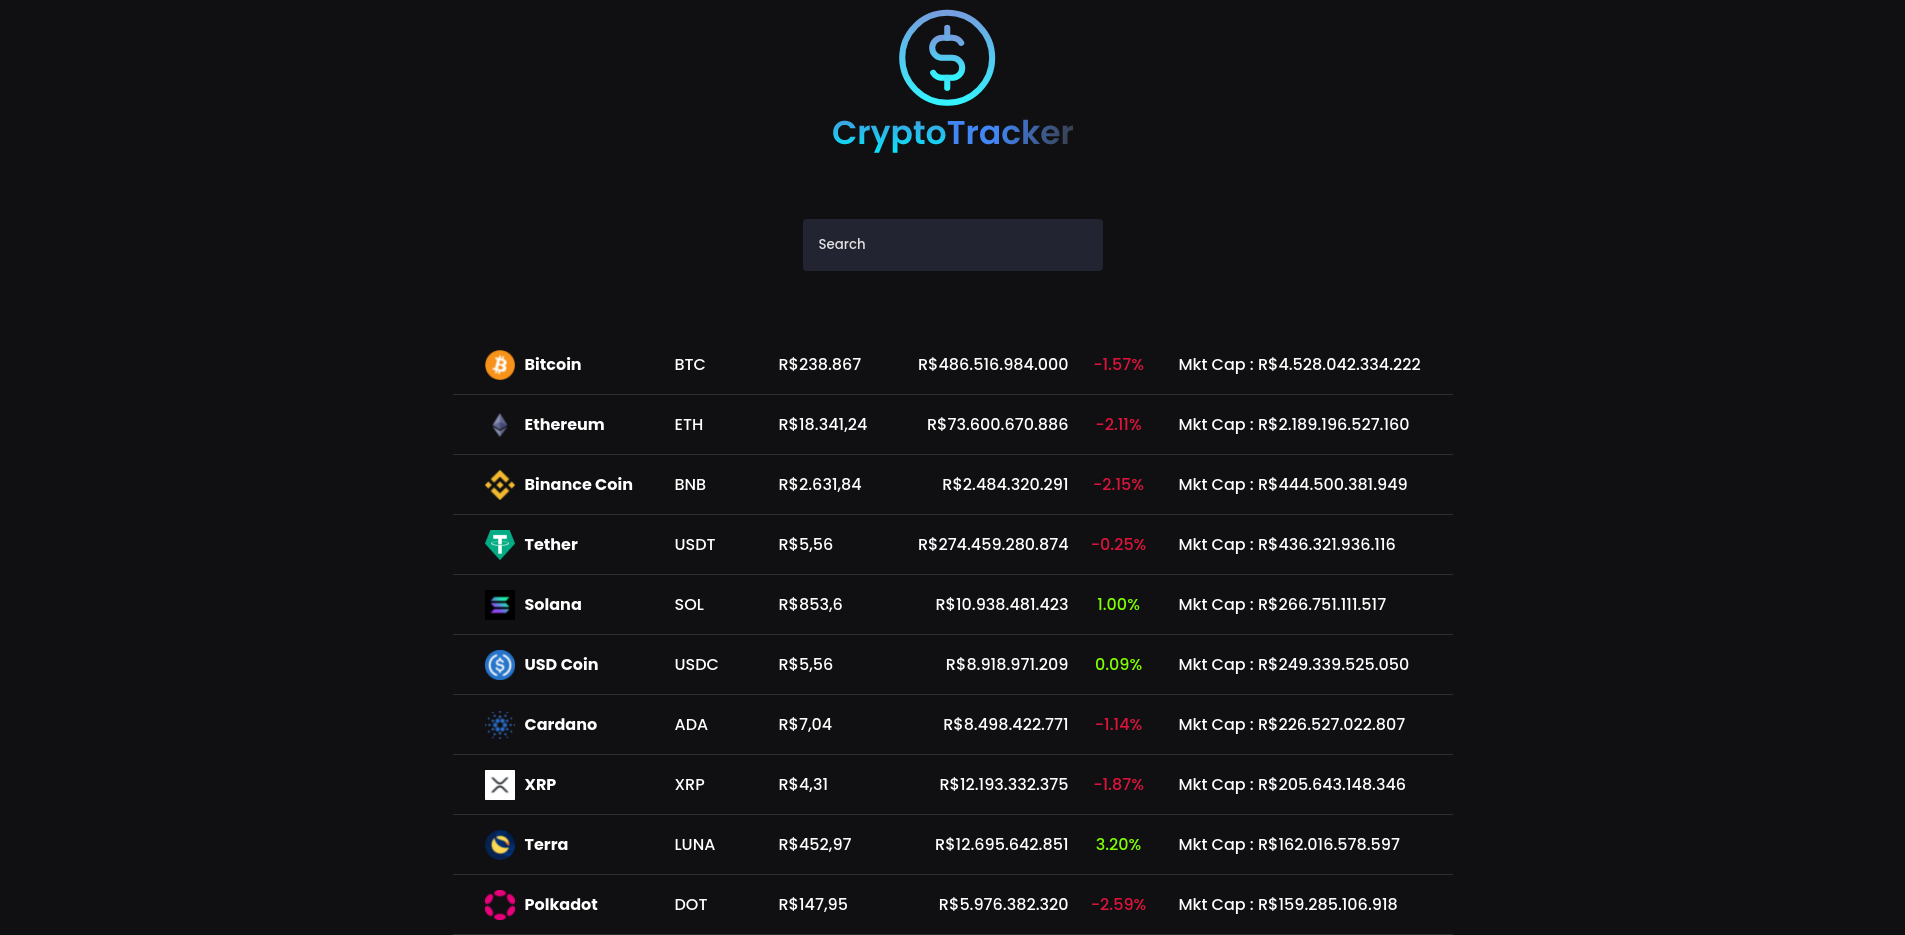 CryptoTracker
Search
Bitcoin BTC R$238.867 R$486.516.984.000 -1.57% Mkt Cap : R$4.528.042.334.222
Ethereum ETH R$18.341,24 R$73.600.670.886 -2.11% Mkt Cap : R$2.189.196.527.160
Binance Coin BNB R$2.631,84 R$2.484.320.291 -2.15% Mkt Cap : R$444.500.381.949
Tether USDT R$5,56 R$274.459.280.874 -0.25% Mkt Cap : R$436.321.936.116
Solana SOL R$853,6 R$10.938.481.423 1.00% Mkt Cap : R$266.751.111.517
USD Coin USDC R$5,56 R$8.918.971.209 0.09% Mkt Cap : R$249.339.525.050
Cardano ADA R$7,04 R$8.498.422.771 -1.14% Mkt Cap : R$226.527.022.807
XRP XRP R$4,31 R$12.193.332.375 -1.87% Mkt Cap : R$205.643.148.346
Terra LUNA R$452,97 R$12.695.642.851 3.20% Mkt Cap : R$162.016.578.597
Polkadot DOT R$147,95 R$5.976.382.320 -2.59% Mkt Cap : R$159.285.106.918